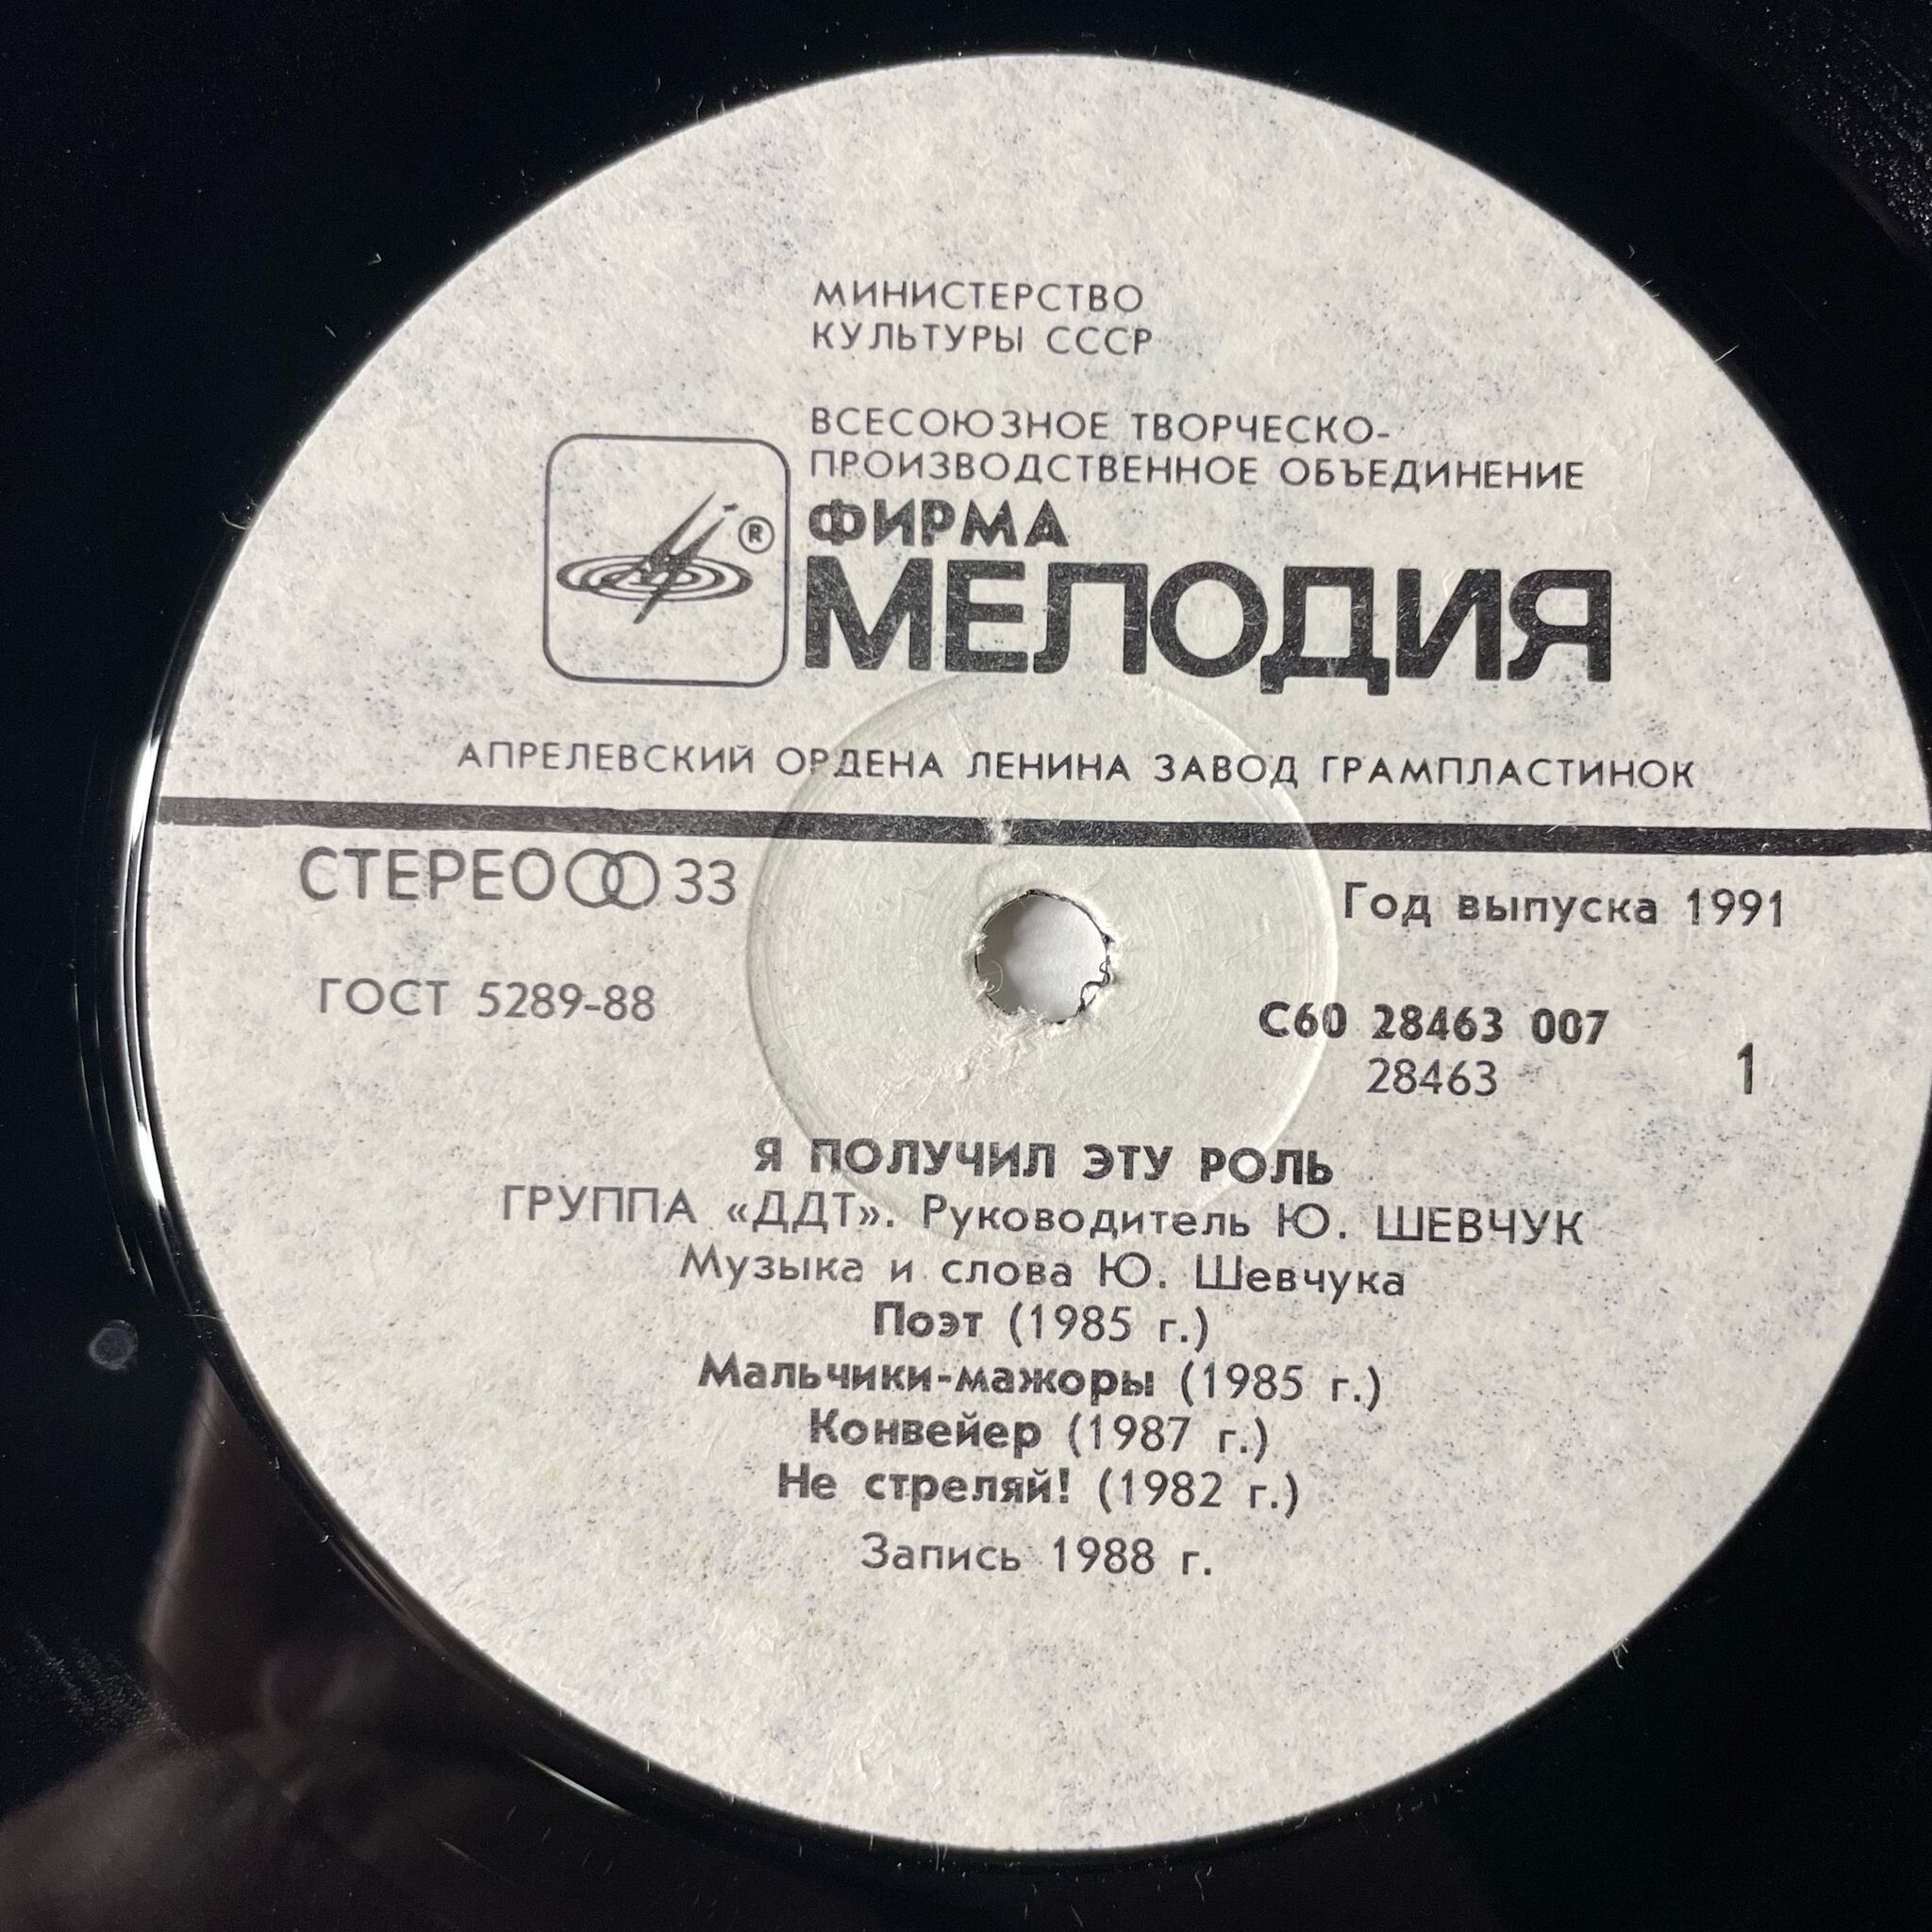 МИНИСТЕРСТВО
КУЛЬТУРЫ СССР
ВСЕСОЮЗНОЕ ТВОРЧЕСКО-
ПРОИЗВОДСТВЕННОЕ ОБЪЕДИНЕНИЕ
®
ФИРМА
МЕЛОДИЯ
АПРЕЛЕВСКИЙ ОРДЕНА ЛЕНИНА ЗАВОД ГРАМПЛАСТИНОК
СТЕРЕО 33
Год выпуска 1991
ГОСТ 5289-88
С60 28463 007
28463
1
Я ПОЛУЧИЛ ЭТУ РОЛЬ
ГРУППА «ДДТ». Руководитель Ю. ШЕВЧУК
Музыка и слова Ю. Шевчука
Поэт (1985 г.)
Мальчики-мажоры (1985 г.)
Конвейер (1987 г.)
Не стреляй! (1982 г.)
Запись 1988 г.